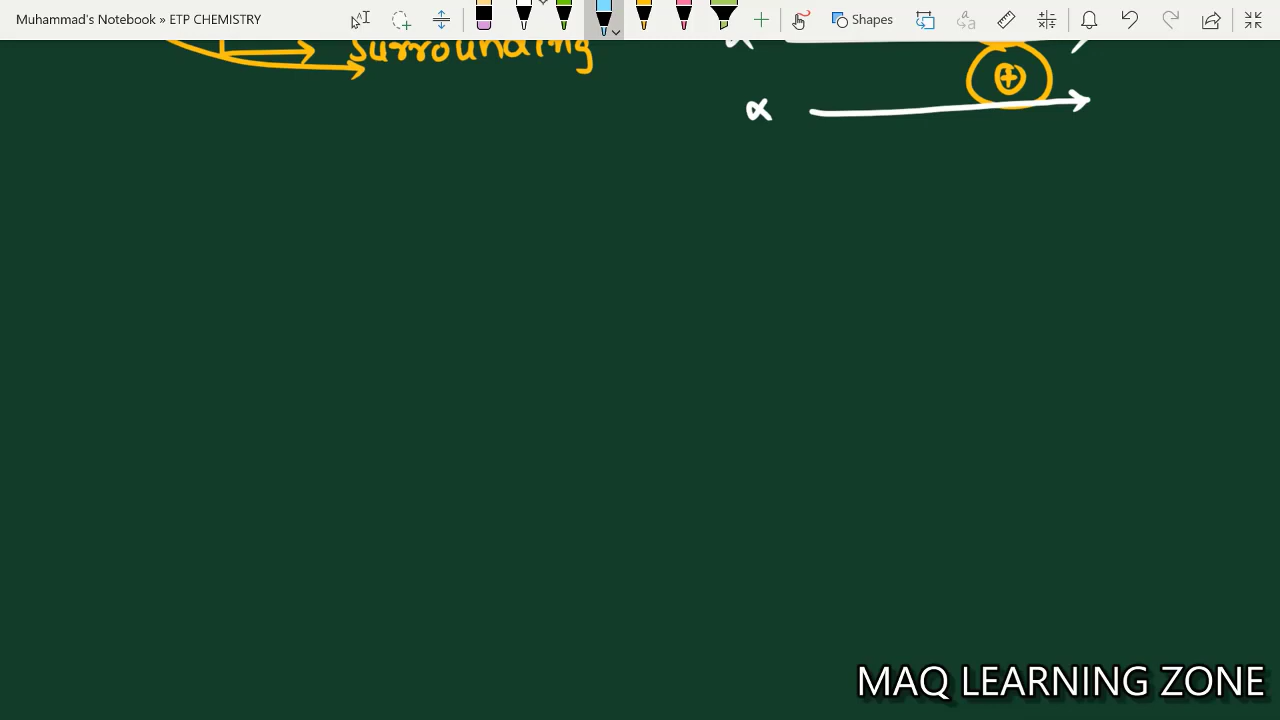 Muhammad's Notebook » ETP CHEMISTRY
Shapes
surrounding
α
α
+
MAQ LEARNING ZONE